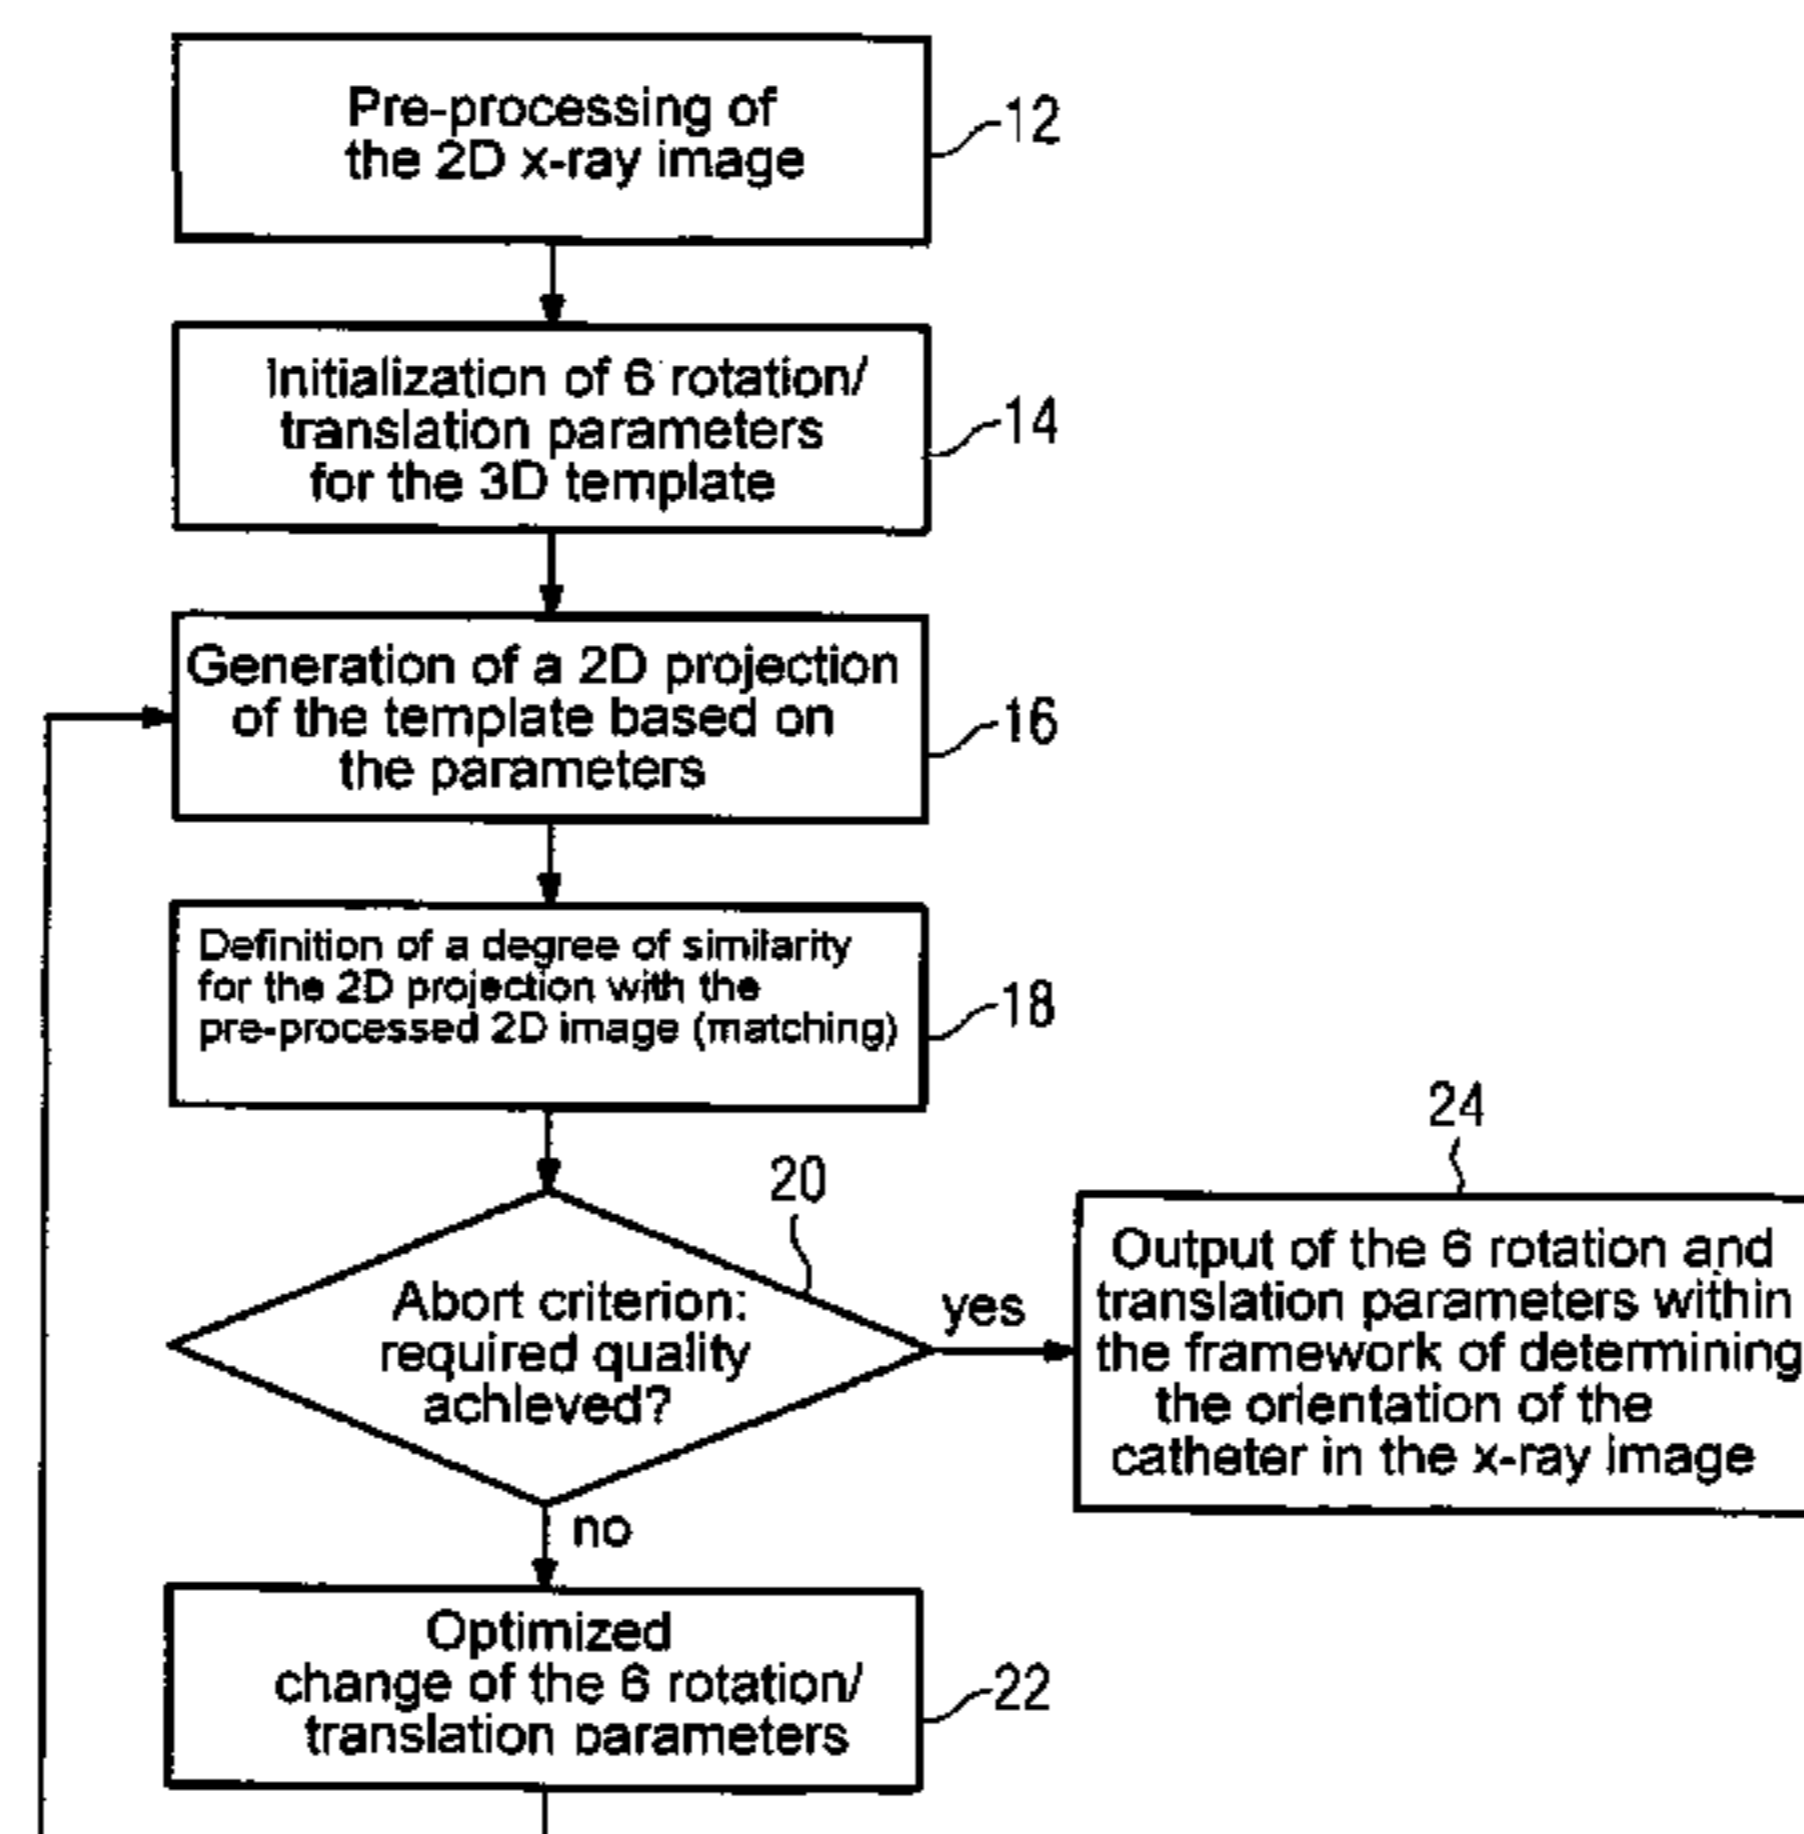 Pre-processing of
the 2D x-ray image
12
Initialization of 6 rotation/
translation parameters
for the 3D template
14
Generation of a 2D projection
of the template based on
the parameters
16
Definition of a degree of similarity
for the 2D projection with the
pre-processed 2D image (matching)
18
20
Abort criterion:
required quality
achieved?
yes
24
Output of the 6 rotation and
translation parameters within
the framework of determining
the orientation of the
catheter in the x-ray image
no
Optimized
change of the 6 rotation/
translation parameters
22